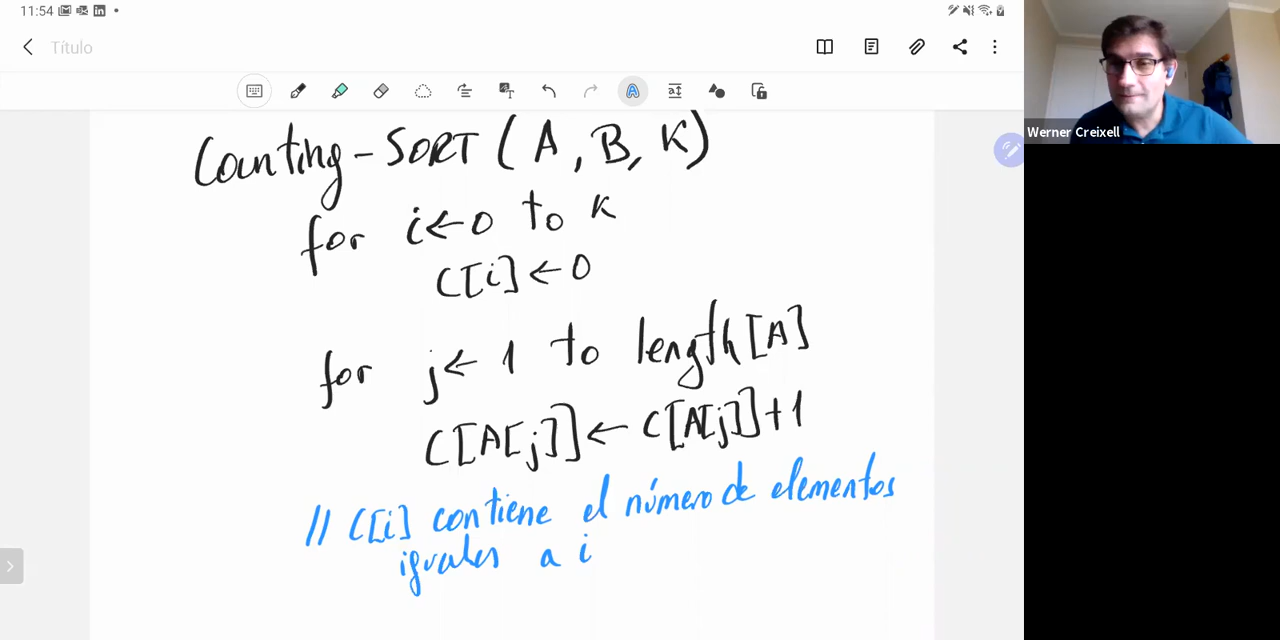 11:54
Título
Werner Creixell
Counting-SORT (A, B, K)
for i←0 to K
C[i]←0
for j← 1 to length[A]
C[A[j]]← C[A[j]]+1
// C[i] contiene el número de elementos
iguales a i